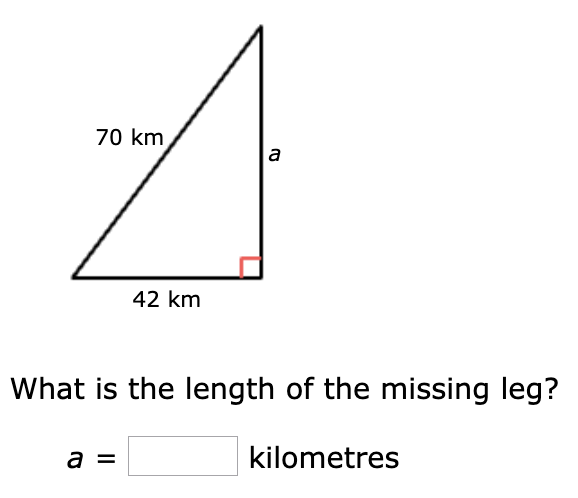 70 km
a
42 km
What is the length of the missing leg?
a = kilometres